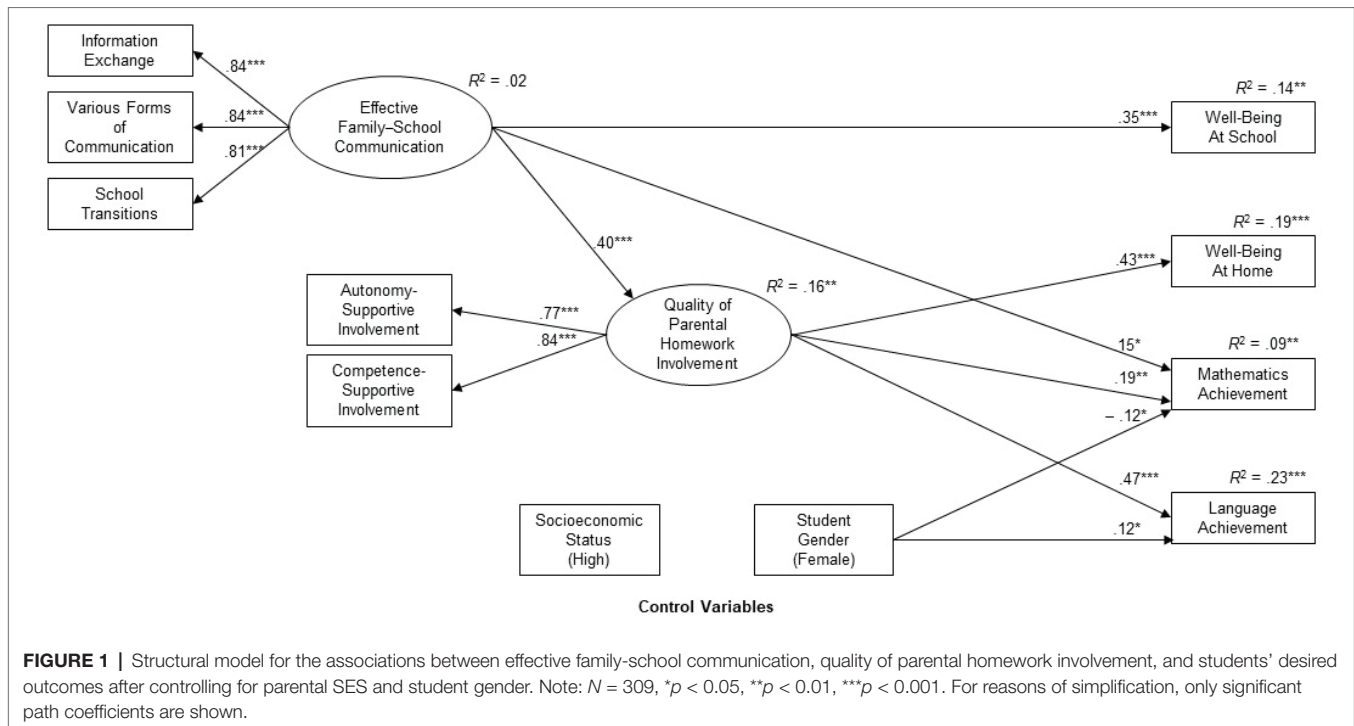 Information
Exchange
.84***
R² = .02
Various Forms
of
Communication
.84***
Effective
Family–School
Communication
.35***
R² = .14**
Well-Being
At School
.81***
School
Transitions
.40***
R² = .19***
.43***
Well-Being
At Home
Autonomy-
Supportive
Involvement
.77***
R² = .16**
Quality of
Parental
Homework
Involvement
.84***
Competence-
Supportive
Involvement
.15*
R² = .09**
.19**
Mathematics
Achievement
– .12*
.47***
R² = .23***
Language
Achievement
.12*
Socioeconomic
Status
(High)
Student
Gender
(Female)
Control Variables
FIGURE 1 | Structural model for the associations between effective family-school communication, quality of parental homework involvement, and students’ desired
outcomes after controlling for parental SES and student gender. Note: N = 309, *p < 0.05, **p < 0.01, ***p < 0.001. For reasons of simplification, only significant
path coefficients are shown.